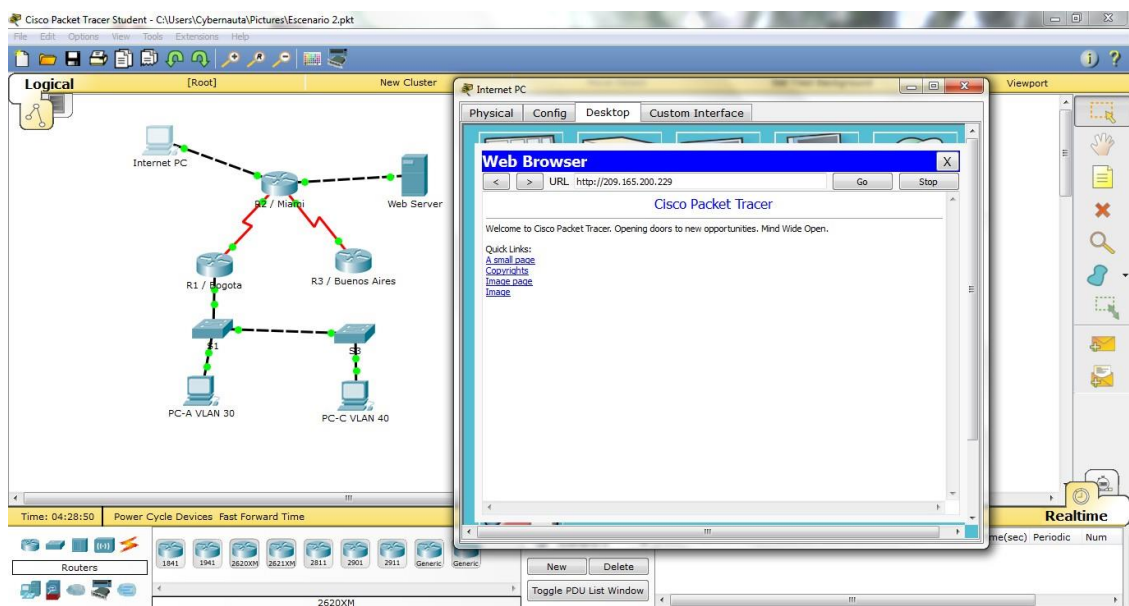 Cisco Packet Tracer Student - C:\Users\Cybernauta\Pictures\Escenario 2.pkt
File Edit Options View Tools Extensions Help
Logical [Root] New Cluster Viewport
Internet PC
R2 / Miami
Web Server
R1 / Bogota
R3 / Buenos Aires
S1
S3
PC-A VLAN 30
PC-C VLAN 40
Internet PC
Physical Config Desktop Custom Interface
Web Browser X
< > URL http://209.165.200.229 Go Stop
Cisco Packet Tracer
Welcome to Cisco Packet Tracer. Opening doors to new opportunities. Mind Wide Open.
Quick Links:
A small page
Copyrights
Image page
Image
Time: 04:28:50 Power Cycle Devices Fast Forward Time Realtime
Routers
1841 1941 2620XM 2621XM 2811 2901 2911 Generic Generic
2620XM
New Delete
Toggle PDU List Window
me(sec) Periodic Num